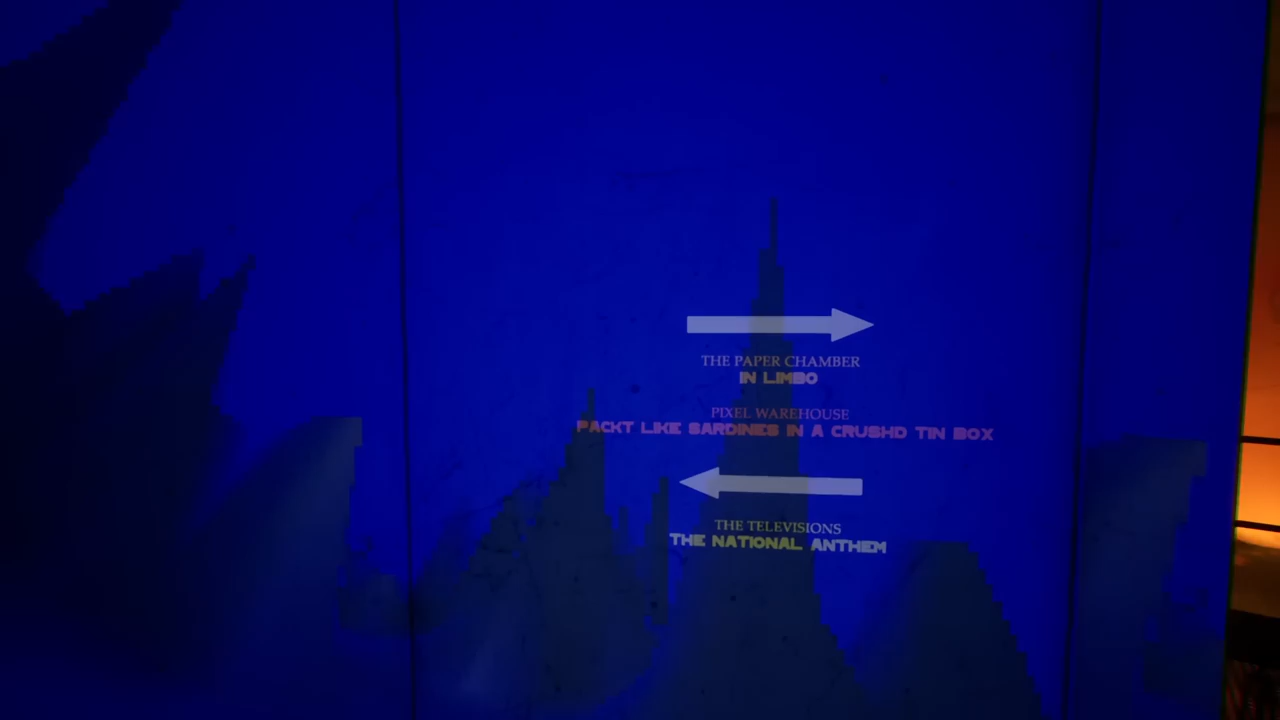 THE PAPER CHAMBER
IN LIMBO
PIXEL WAREHOUSE
PACKT LIKE SARDINES IN A CRUSHD TIN BOX
THE TELEVISIONS
THE NATIONAL ANTHEM